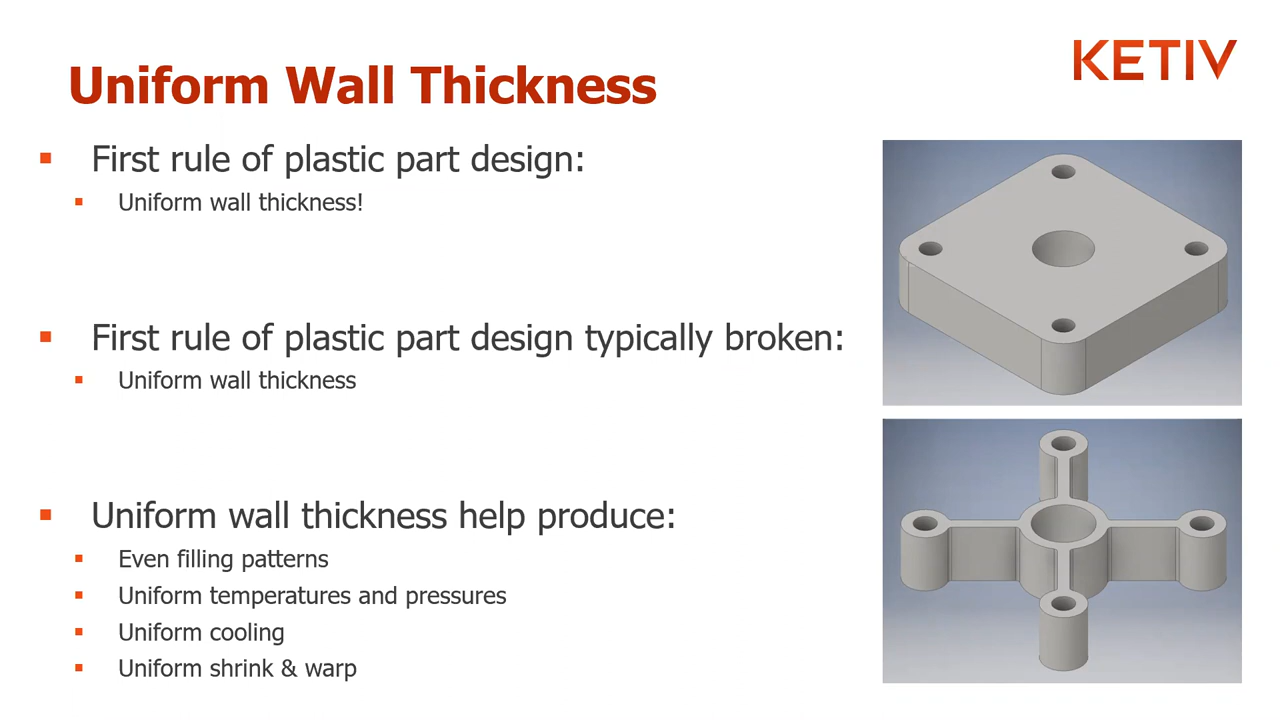 KETIV
Uniform Wall Thickness
First rule of plastic part design:
Uniform wall thickness!
First rule of plastic part design typically broken:
Uniform wall thickness
Uniform wall thickness help produce:
Even filling patterns
Uniform temperatures and pressures
Uniform cooling
Uniform shrink & warp